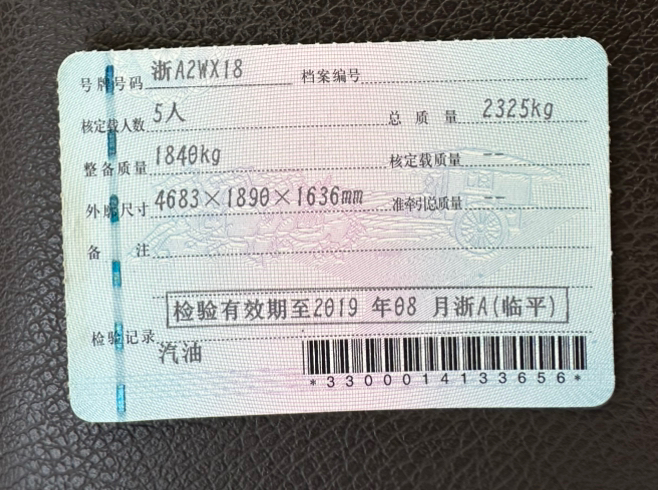 号牌号码 浙A2WX18 档案编号
核定载人数 5人 总质量 2325kg
整备质量 1840kg 核定载质量 --
外廓尺寸 4683×1890×1636mm 准牵引总质量 --
备注
检验有效期至2019 年08 月浙A(临平)
检验记录
汽油
*3300014133656*